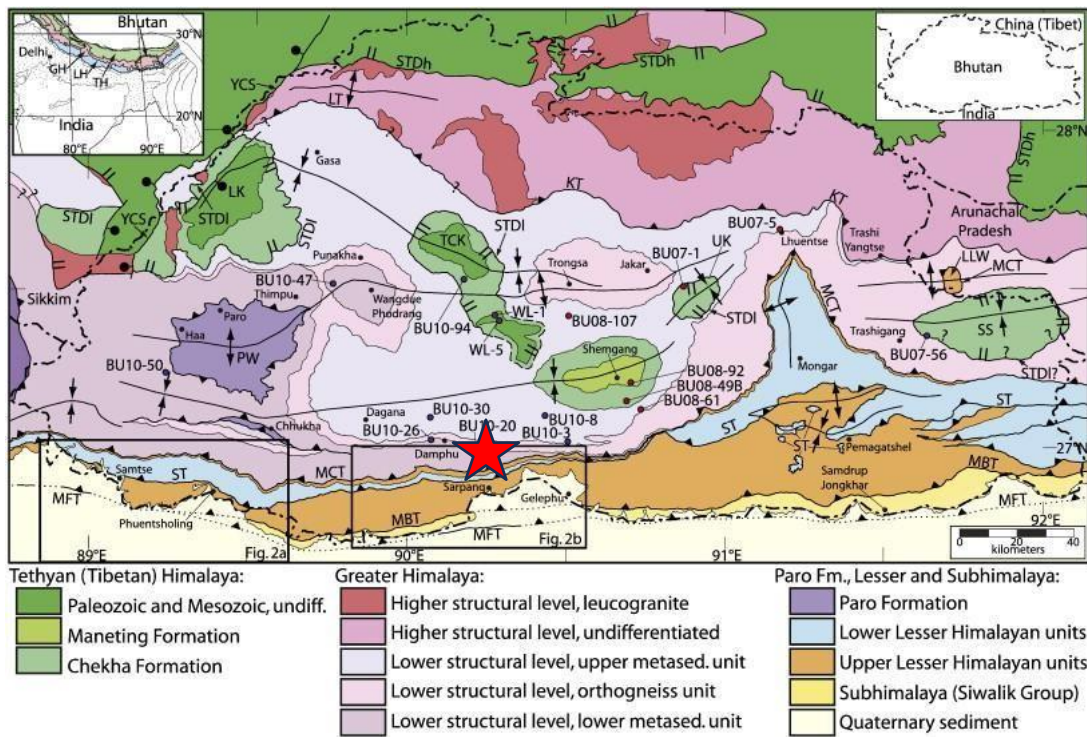 Bhutan
30°N
Delhi
GH
LH
TH
India
20°N
80°E
90°E
China (Tibet)
Bhutan
India
STDh
STDh
YCS
LT
28°N
STDh
Gasa
LK
STDl
KT
KT
?
?
?
STDl
YCS
STDl
STDl
TCK
BU07-5
Lhuentse
Trashi
Yangtse
Arunachal
Pradesh
LLW
MCT
Punakha
BU10-47
Thimpu
Wangdue
Phodrang
Trongsa
Jakar
BU07-1
UK
Sikkim
Paro
Haa
PW
BU10-94
WL-1
WL-5
BU08-107
STDl
MCT
Trashigang
SS
?
?
BU07-56
BU10-50
Shemgang
BU08-92
BU08-49B
BU08-61
Mongar
STDl?
Dagana
BU10-30
BU10-26
BU10-20
BU10-8
BU10-3
Chhukha
Damphu
ST
ST
ST
Pemagatshel
27°N
Samtse
ST
MCT
Sarpang
MBT
MFT
Gelephu
Samdrup
Jongkhar
MFT
Phuentsholing
MBT
MFT
89°E
Fig. 2a
90°E
Fig. 2b
91°E
92°E
0 20 40
kilometers
Tethyan (Tibetan) Himalaya:
Paleozoic and Mesozoic, undiff.
Maneting Formation
Chekha Formation
Greater Himalaya:
Higher structural level, leucogranite
Higher structural level, undifferentiated
Lower structural level, upper metased. unit
Lower structural level, orthogneiss unit
Lower structural level, lower metased. unit
Paro Fm., Lesser and Subhimalaya:
Paro Formation
Lower Lesser Himalayan units
Upper Lesser Himalayan units
Subhimalaya (Siwalik Group)
Quaternary sediment